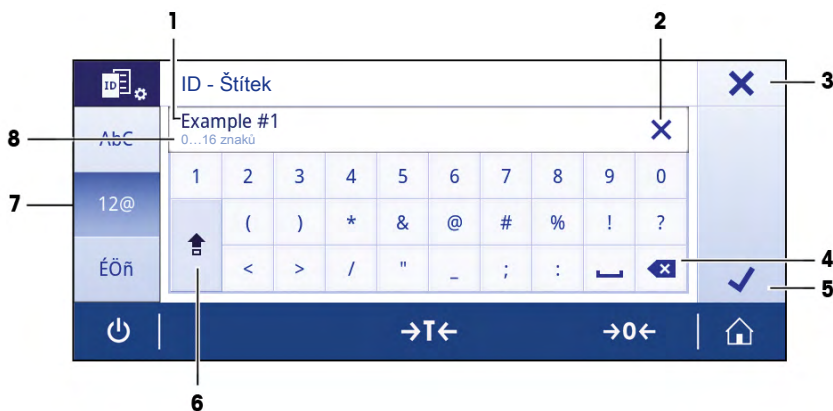 1 2
ID ID - Štítek 3
Example #1
8 AbC 0...16 znaků
1 2 3 4 5 6 7 8 9 0
7 12@ ( ) * & @ # % ! ?
ÉÖñ < > / " _ ; : 4
5
→T← →0←
6